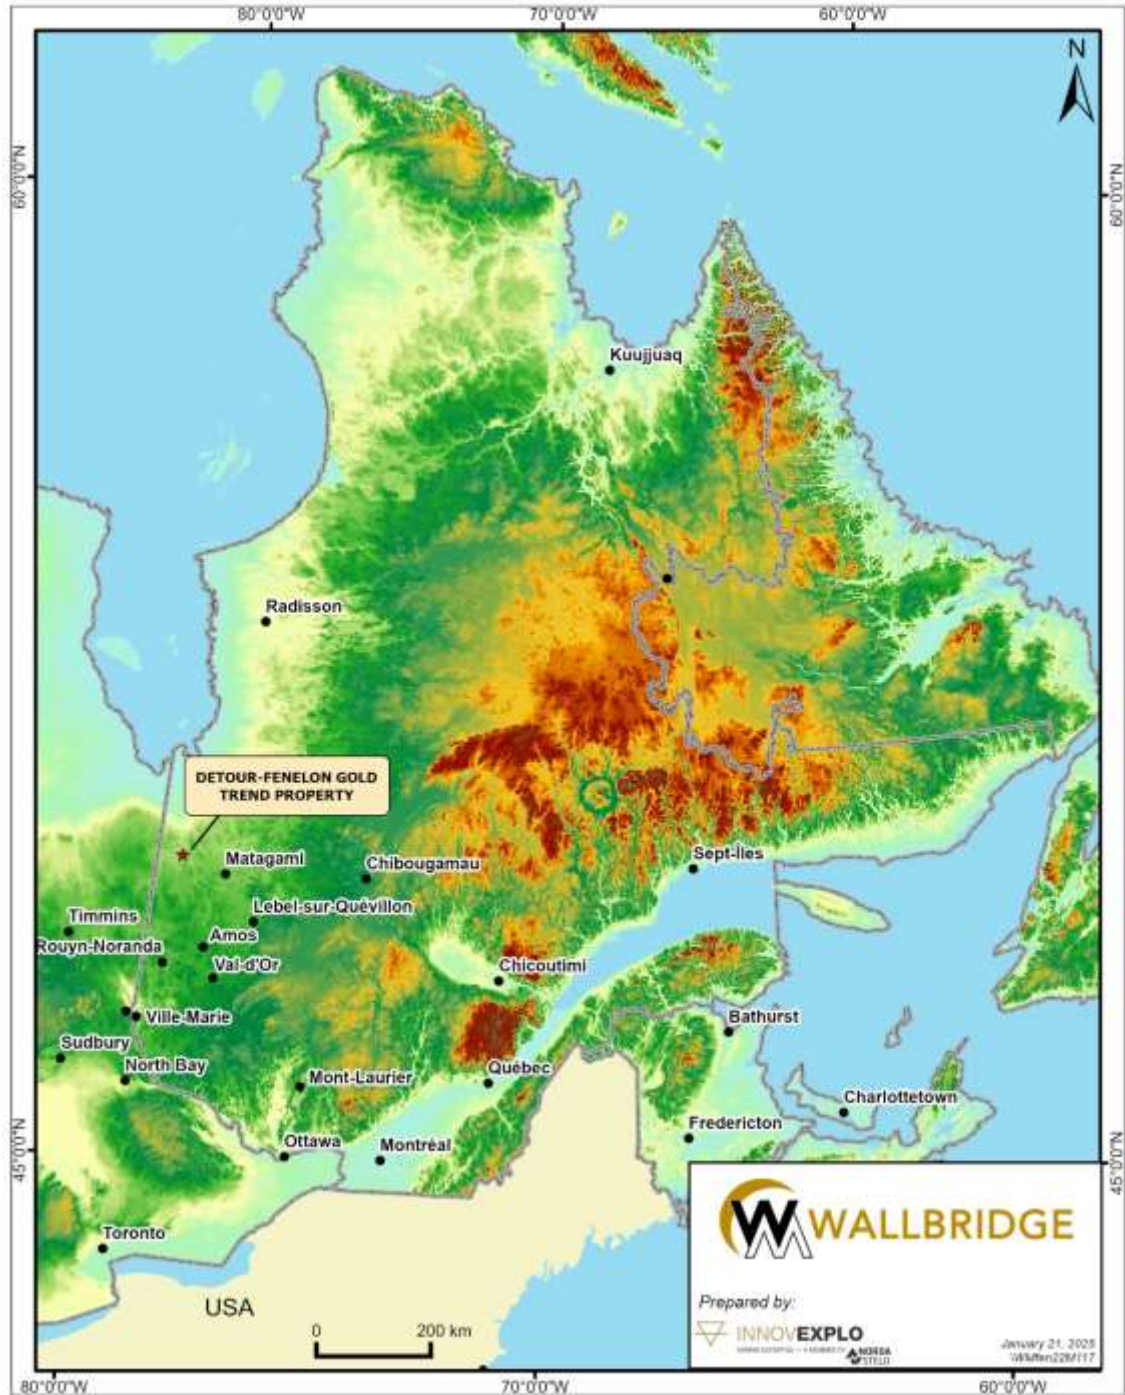 80°0'0"W
70°0'0"W
60°0'0"W
N
60°0'0"N
60°0'0"N
Kuujjuaq
Radisson
DETOUR-FENELON GOLD
TREND PROPERTY
Matagami
Chibougamau
Sept-Îles
Timmins
Lebel-sur-Quévillon
Rouyn-Noranda
Amos
Val-d'Or
Chicoutimi
Ville-Marie
Bathurst
Sudbury
North Bay
Mont-Laurier
Québec
Charlottetown
Fredericton
Ottawa
Montréal
45°0'0"N
45°0'0"N
Toronto
WALLBRIDGE
USA
0
200 km
Prepared by:
INNOVEXPLO
NORDA
STELO
January 21, 2025
80°0'0"W
70°0'0"W
60°0'0"W